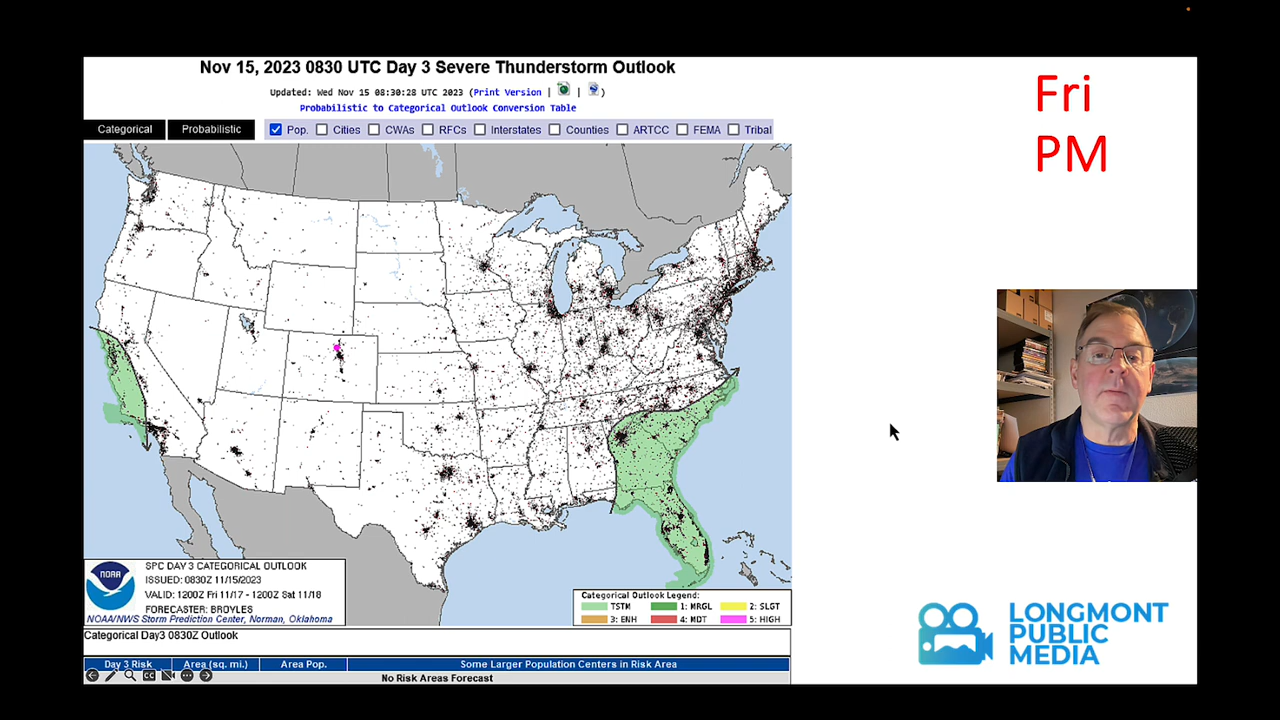 Nov 15, 2023 0830 UTC Day 3 Severe Thunderstorm Outlook
Updated: Wed Nov 15 08:30:28 UTC 2023 (Print Version | | )
Probabilistic to Categorical Outlook Conversion Table
Categorical Probabilistic Pop. Cities CWAs RFCs Interstates Counties ARTCC FEMA Tribal
Fri
PM
NOAA
SPC DAY 3 CATEGORICAL OUTLOOK
ISSUED: 0830Z 11/15/2023
VALID: 1200Z Fri 11/17 - 1200Z Sat 11/18
FORECASTER: BROYLES
NOAA/NWS Storm Prediction Center, Norman, Oklahoma
Categorical Outlook Legend:
TSTM 1: MRGL 2: SLGT
3: ENH 4: MDT 5: HIGH
Categorical Day3 0830Z Outlook
Day 3 Risk Area (sq. mi.) Area Pop. Some Larger Population Centers in Risk Area
No Risk Areas Forecast
CC
LONGMONT
PUBLIC
MEDIA